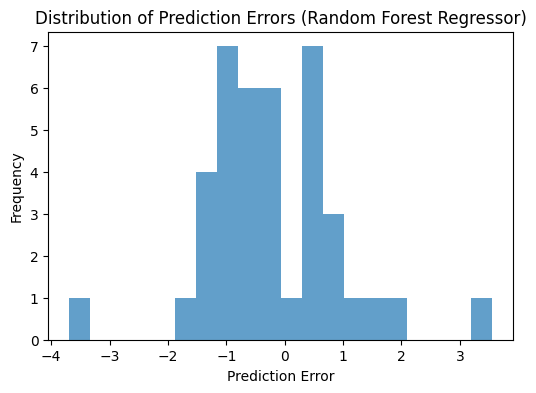 Distribution of Prediction Errors (Random Forest Regressor)
7
6
5
4
3
2
1
0
Frequency
−4 −3 −2 −1 0 1 2 3
Prediction Error